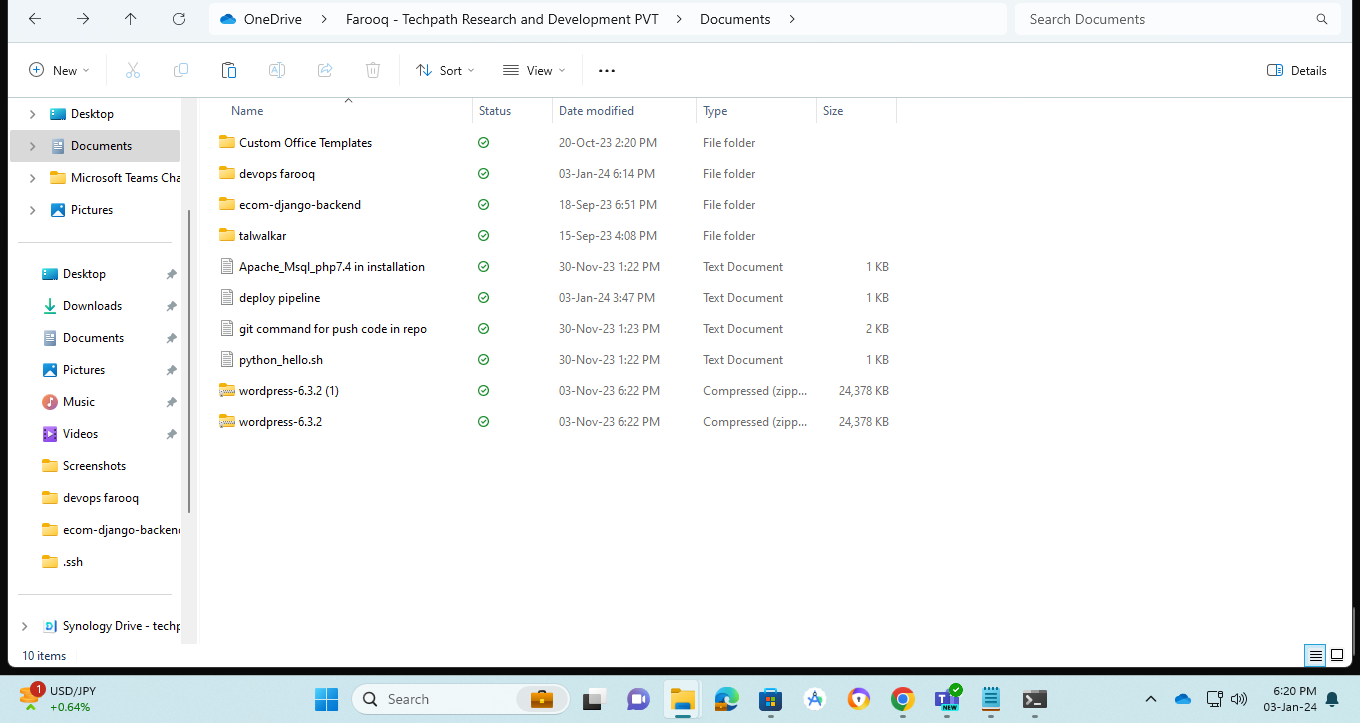 OneDrive > Farooq - Techpath Research and Development PVT > Documents >
Search Documents
New
Sort
View
...
Details
Name Status Date modified Type Size
Desktop
Documents
Microsoft Teams Cha
Pictures
Desktop
Downloads
Documents
Pictures
Music
Videos
Screenshots
devops farooq
ecom-django-backend
.ssh
Synology Drive - techp
Custom Office Templates 20-Oct-23 2:20 PM File folder
devops farooq 03-Jan-24 6:14 PM File folder
ecom-django-backend 18-Sep-23 6:51 PM File folder
talwalkar 15-Sep-23 4:08 PM File folder
Apache_Msql_php7.4 in installation 30-Nov-23 1:22 PM Text Document 1 KB
deploy pipeline 03-Jan-24 3:47 PM Text Document 1 KB
git command for push code in repo 30-Nov-23 1:23 PM Text Document 2 KB
python_hello.sh 30-Nov-23 1:22 PM Text Document 1 KB
wordpress-6.3.2 (1) 03-Nov-23 6:22 PM Compressed (zipp... 24,378 KB
wordpress-6.3.2 03-Nov-23 6:22 PM Compressed (zipp... 24,378 KB
10 items
1
USD/JPY
+0.64%
Search
T
NEW
6:20 PM
03-Jan-24